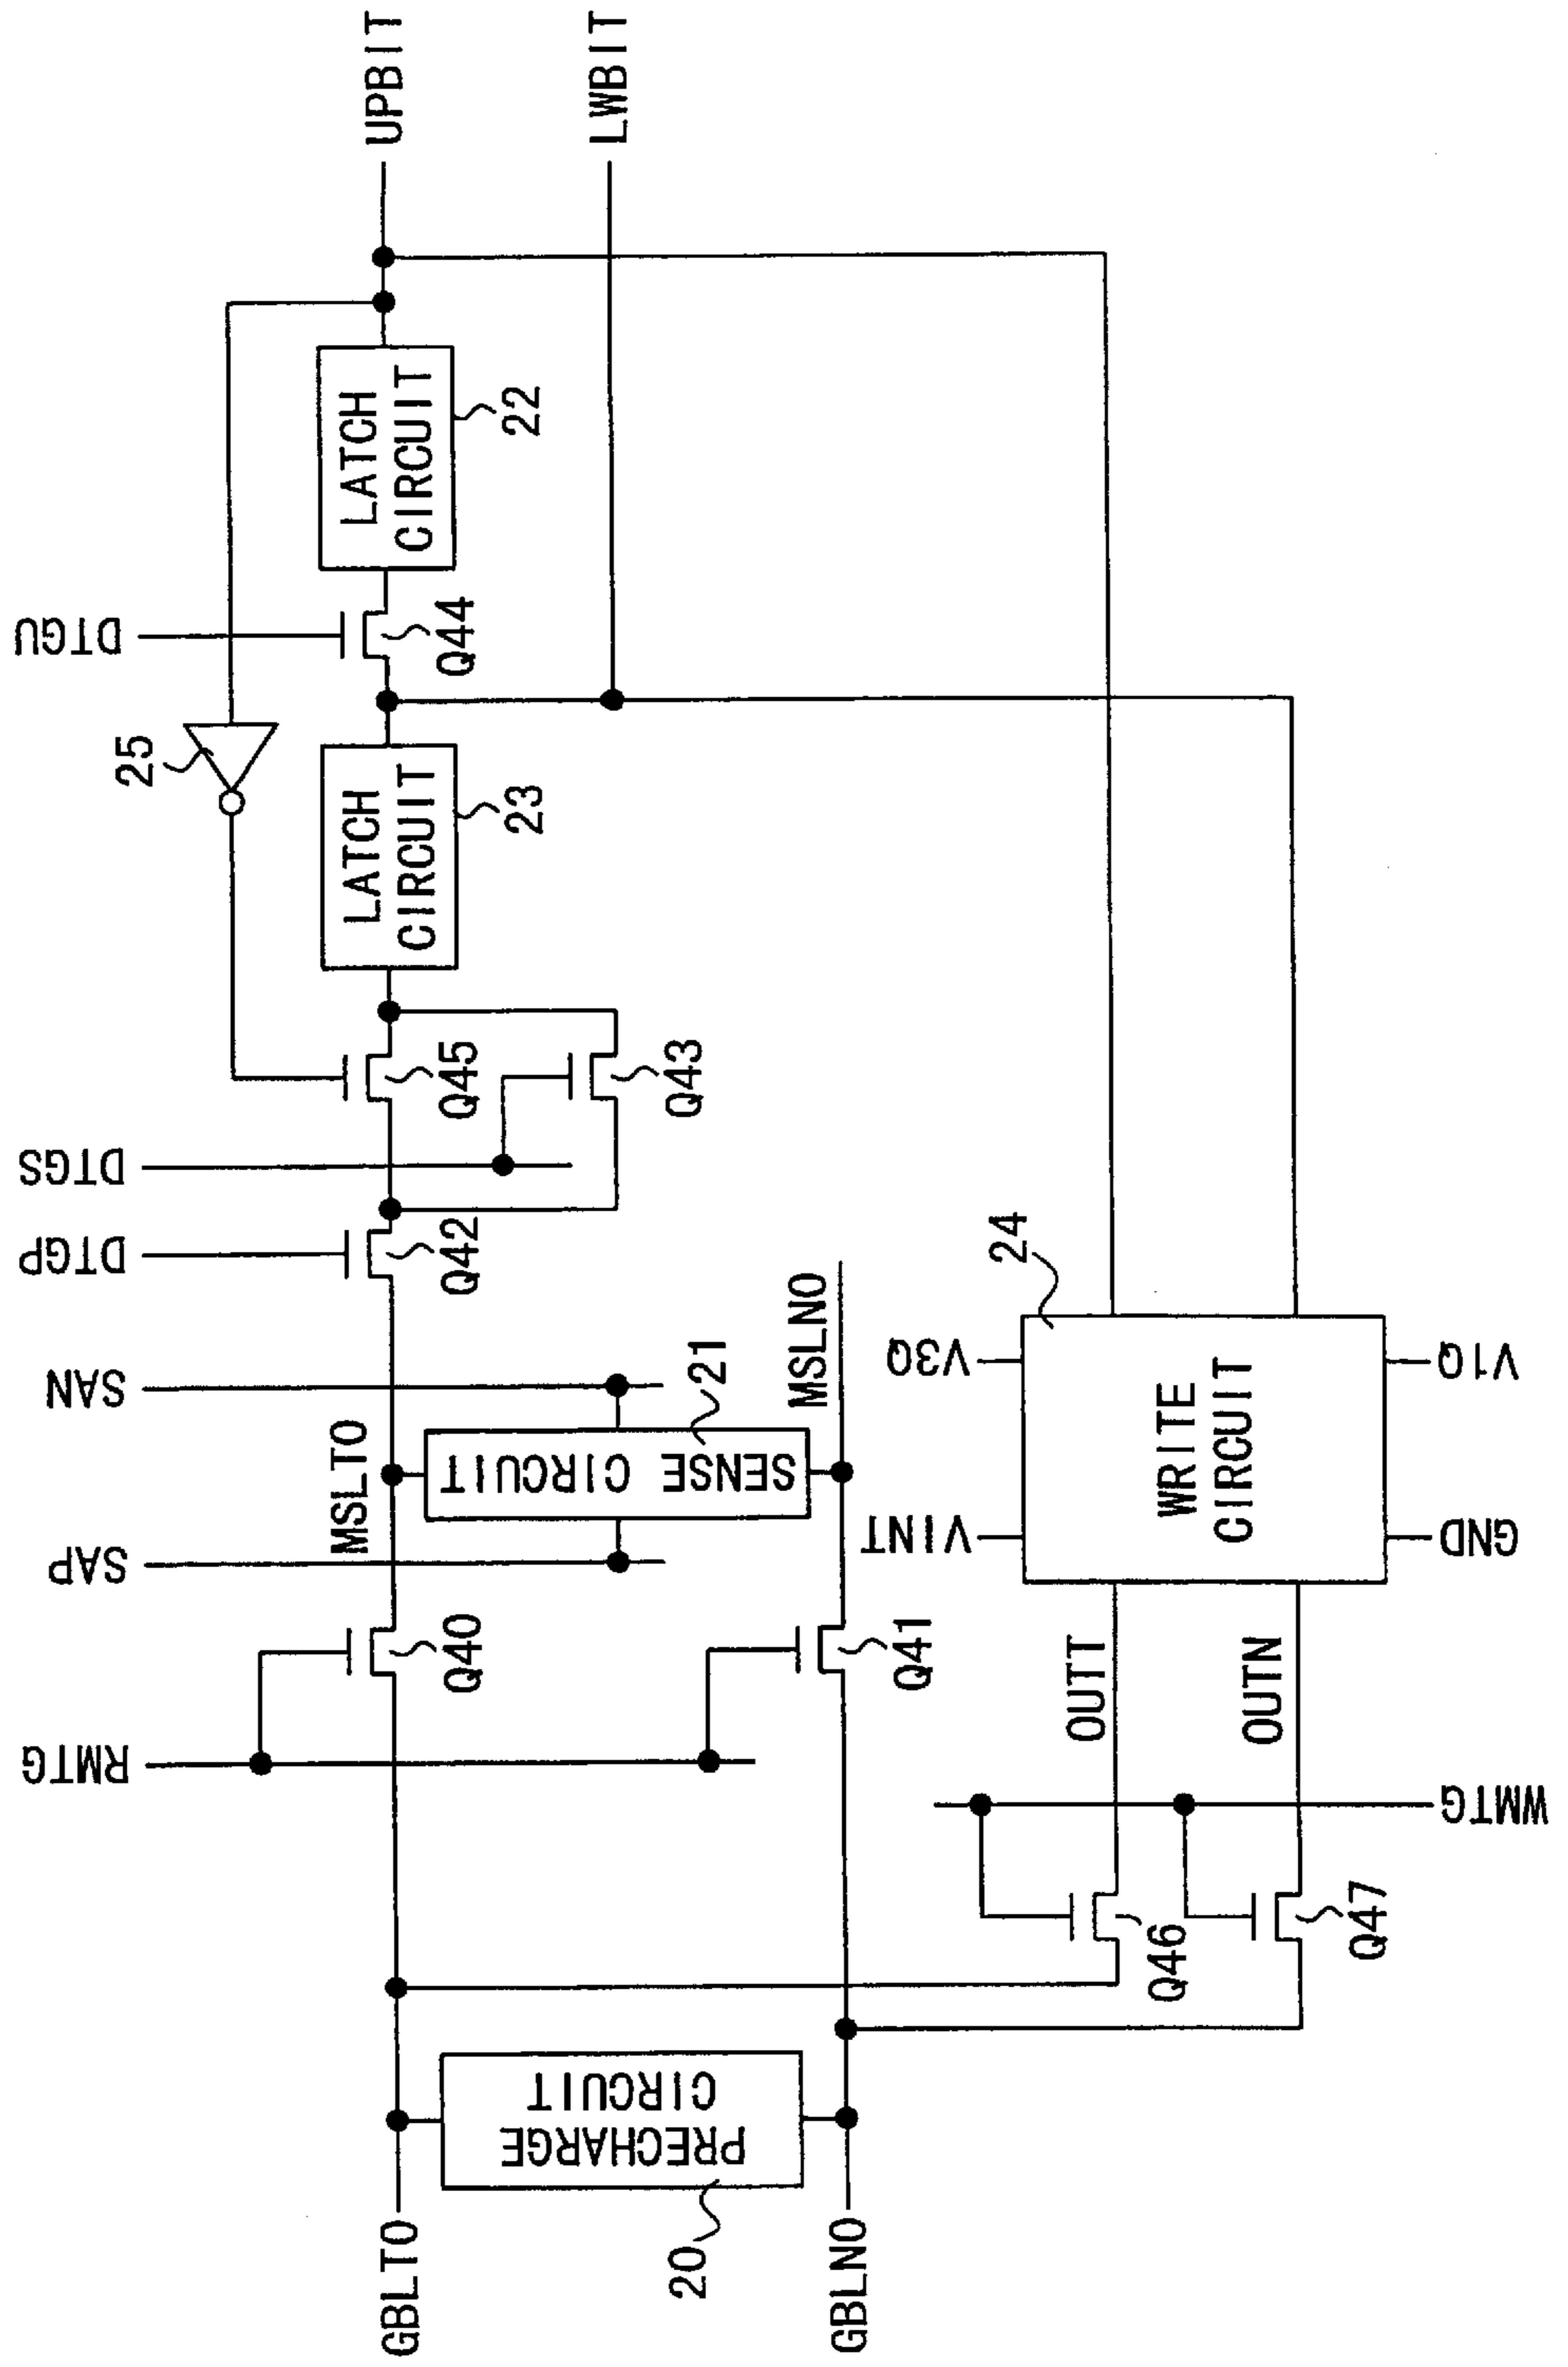 UPBIT
LWBIT
LATCH
CIRCUIT
22
DTGU
Q44
25
LATCH
CIRCUIT
23
Q45
Q43
DTGS
DTGP
Q42
SAN
MSLT0
SENSE CIRCUIT
21
MSLN0
SAP
24
V3Q
V1Q
WRITE
CIRCUIT
VINT
GND
Q40
Q41
OUTT
OUTN
RMTG
WMTG
Q46
Q47
PRECHARGE
CIRCUIT
20
GBLT0
GBLN0